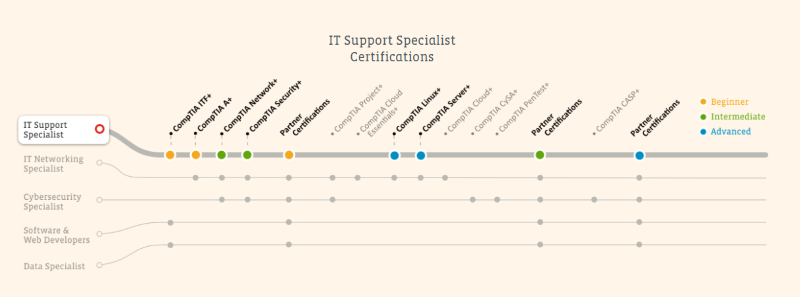 IT Support Specialist
Certifications
CompTIA ITF+
CompTIA A+
CompTIA Network+
CompTIA Security+
Partner
Certifications
CompTIA Project+
CompTIA Cloud
Essentials+
CompTIA Linux+
CompTIA Server+
CompTIA Cloud+
CompTIA CySA+
CompTIA PenTest+
Partner
Certifications
CompTIA CASP+
Partner
Certifications
Beginner
Intermediate
Advanced
IT Support
Specialist
IT Networking
Specialist
Cybersecurity
Specialist
Software &
Web Developers
Data Specialist